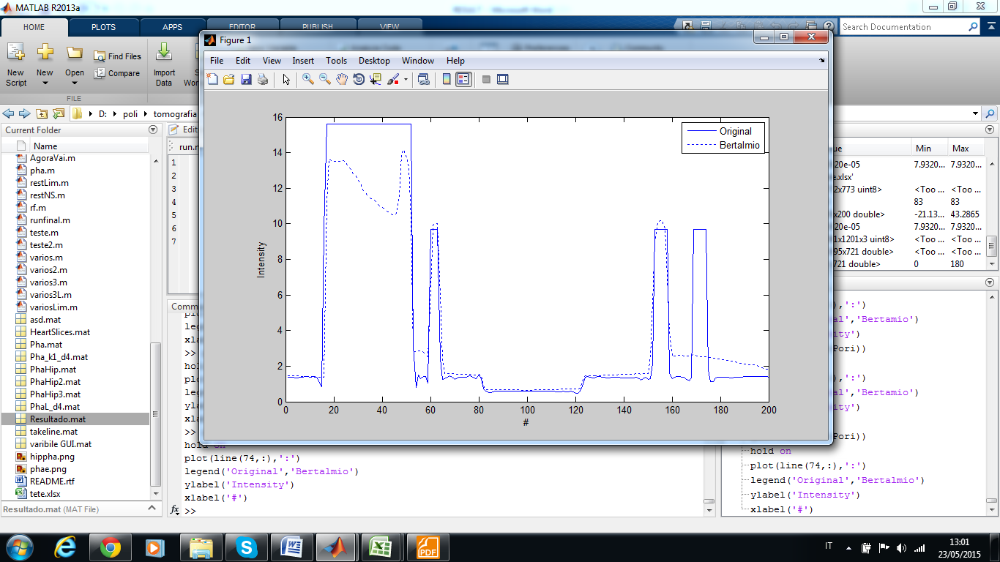 MATLAB R2013a
HOME PLOTS APPS EDITOR PUBLISH VIEW
Search Documentation
New Script
New
Open
Find Files
Compare
Import Data
FILE
D: poli tomografia
Current Folder
Name
AgoraVai.m
pha.m
restLim.m
restNS.m
rf.m
runfinal.m
teste.m
teste2.m
varios.m
varios2.m
varios3.m
varios3L.m
variosLim.m
asd.mat
HeartSlices.mat
Pha.mat
Pha_k1_d4.mat
PhaHip.mat
PhaHip2.mat
PhaHip3.mat
PhaL_d4.mat
Resultado.mat
takeline.mat
varibile GUI.mat
hippha.png
phae.png
README.rtf
tete.xlsx
Resultado.mat (MAT File)
Edit
run.m
1
2
3
4
5
6
7
Figure 1
File Edit View Insert Tools Desktop Window Help
16
14
12
10
8
6
4
2
0
Intensity
0 20 40 60 80 100 120 140 160 180 200
#
Original
Bertalmio
Comm
>>
>>
hold on
plot(line(74,:),':')
legend('Original','Bertalmio')
ylabel('Intensity')
xlabel('#')
>>
ue Min Max
20e-05 7.9320... 7.9320...
e.xlsx'
2x773 uint8> <Too ... <Too ...
83 83
x200 double> -21.13... 43.2865
20e-05 7.9320... 7.9320...
1x1201x3 uint8> <Too ... <Too ...
95x721 double> <Too ... <Too ...
721 double> 0 180
),':')
al','Bertamio')
ity')
Pori))
),':')
al','Bertamio')
ity')
Pori))
hold on
plot(line(74,:),':')
legend('Original','Bertalmio')
ylabel('Intensity')
xlabel('#')
IT
13:01
23/05/2015
PDF